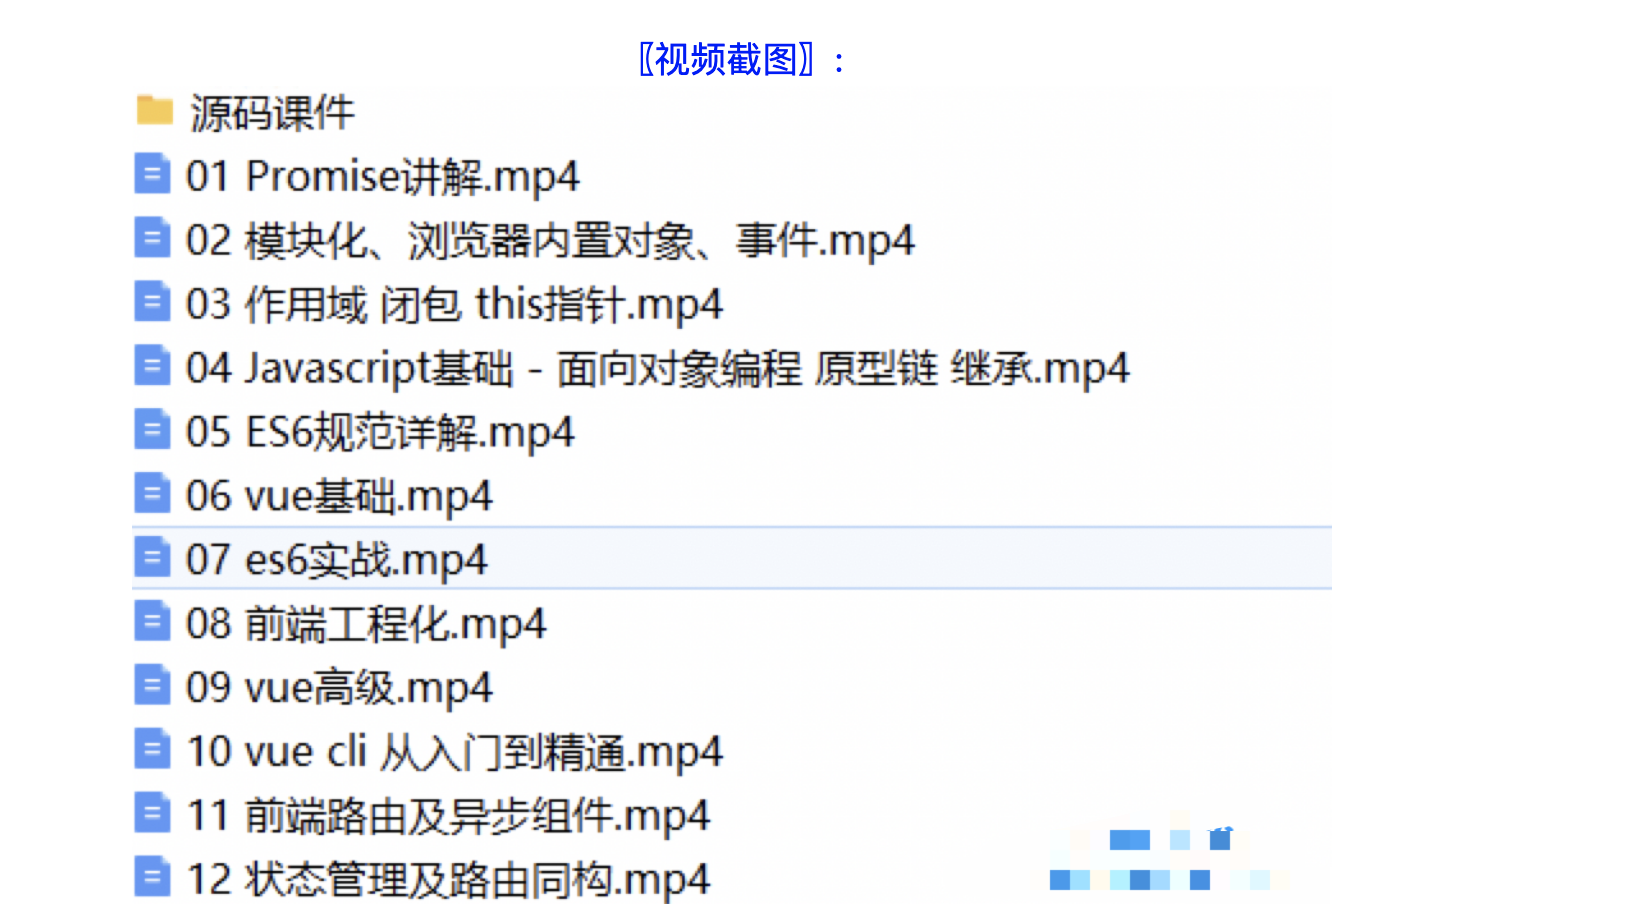 〖视频截图〗:
源码课件
01 Promise讲解.mp4
02 模块化、浏览器内置对象、事件.mp4
03 作用域 闭包 this指针.mp4
04 Javascript基础 - 面向对象编程 原型链 继承.mp4
05 ES6规范详解.mp4
06 vue基础.mp4
07 es6实战.mp4
08 前端工程化.mp4
09 vue高级.mp4
10 vue cli 从入门到精通.mp4
11 前端路由及异步组件.mp4
12 状态管理及路由同构.mp4